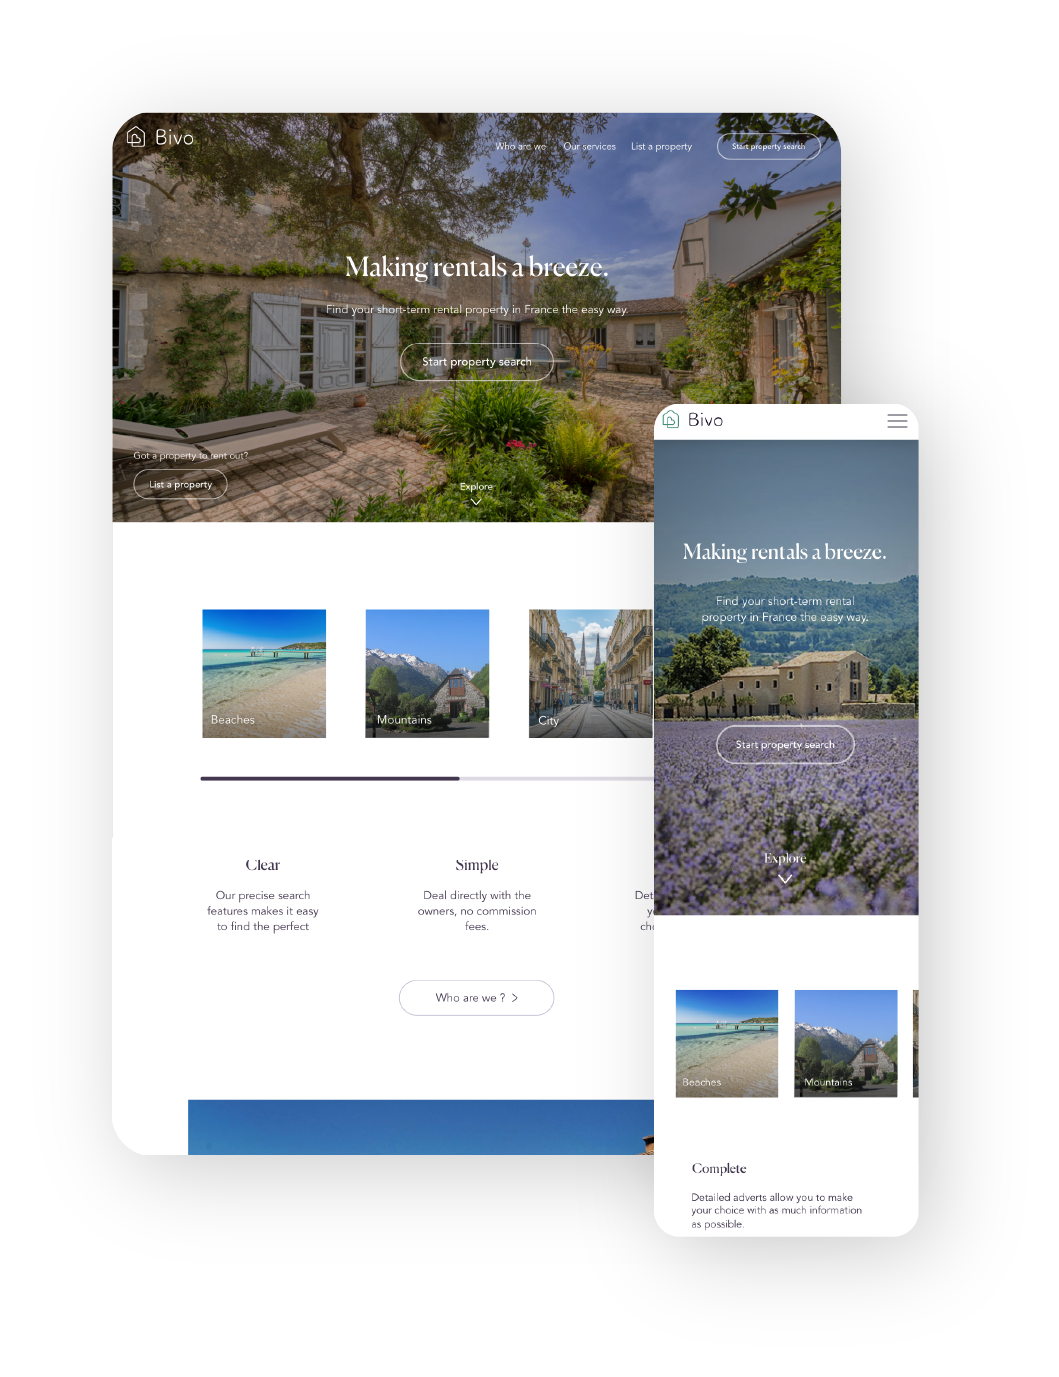 Bivo
Who are we
Our services
List a property
Start property search
Making rentals a breeze.
Find your short-term rental property in France the easy way.
Start property search
Got a property to rent out?
List a property
Explore
Beaches
Mountains
City
Clear
Our precise search
features makes it easy
to find the perfect
Simple
Deal directly with the
owners, no commission
fees.
Who are we ?
Bivo
Making rentals a breeze.
Find your short-term rental
property in France the easy way.
Start property search
Explore
Beaches
Mountains
Complete
Detailed adverts allow you to make
your choice with as much information
as possible.